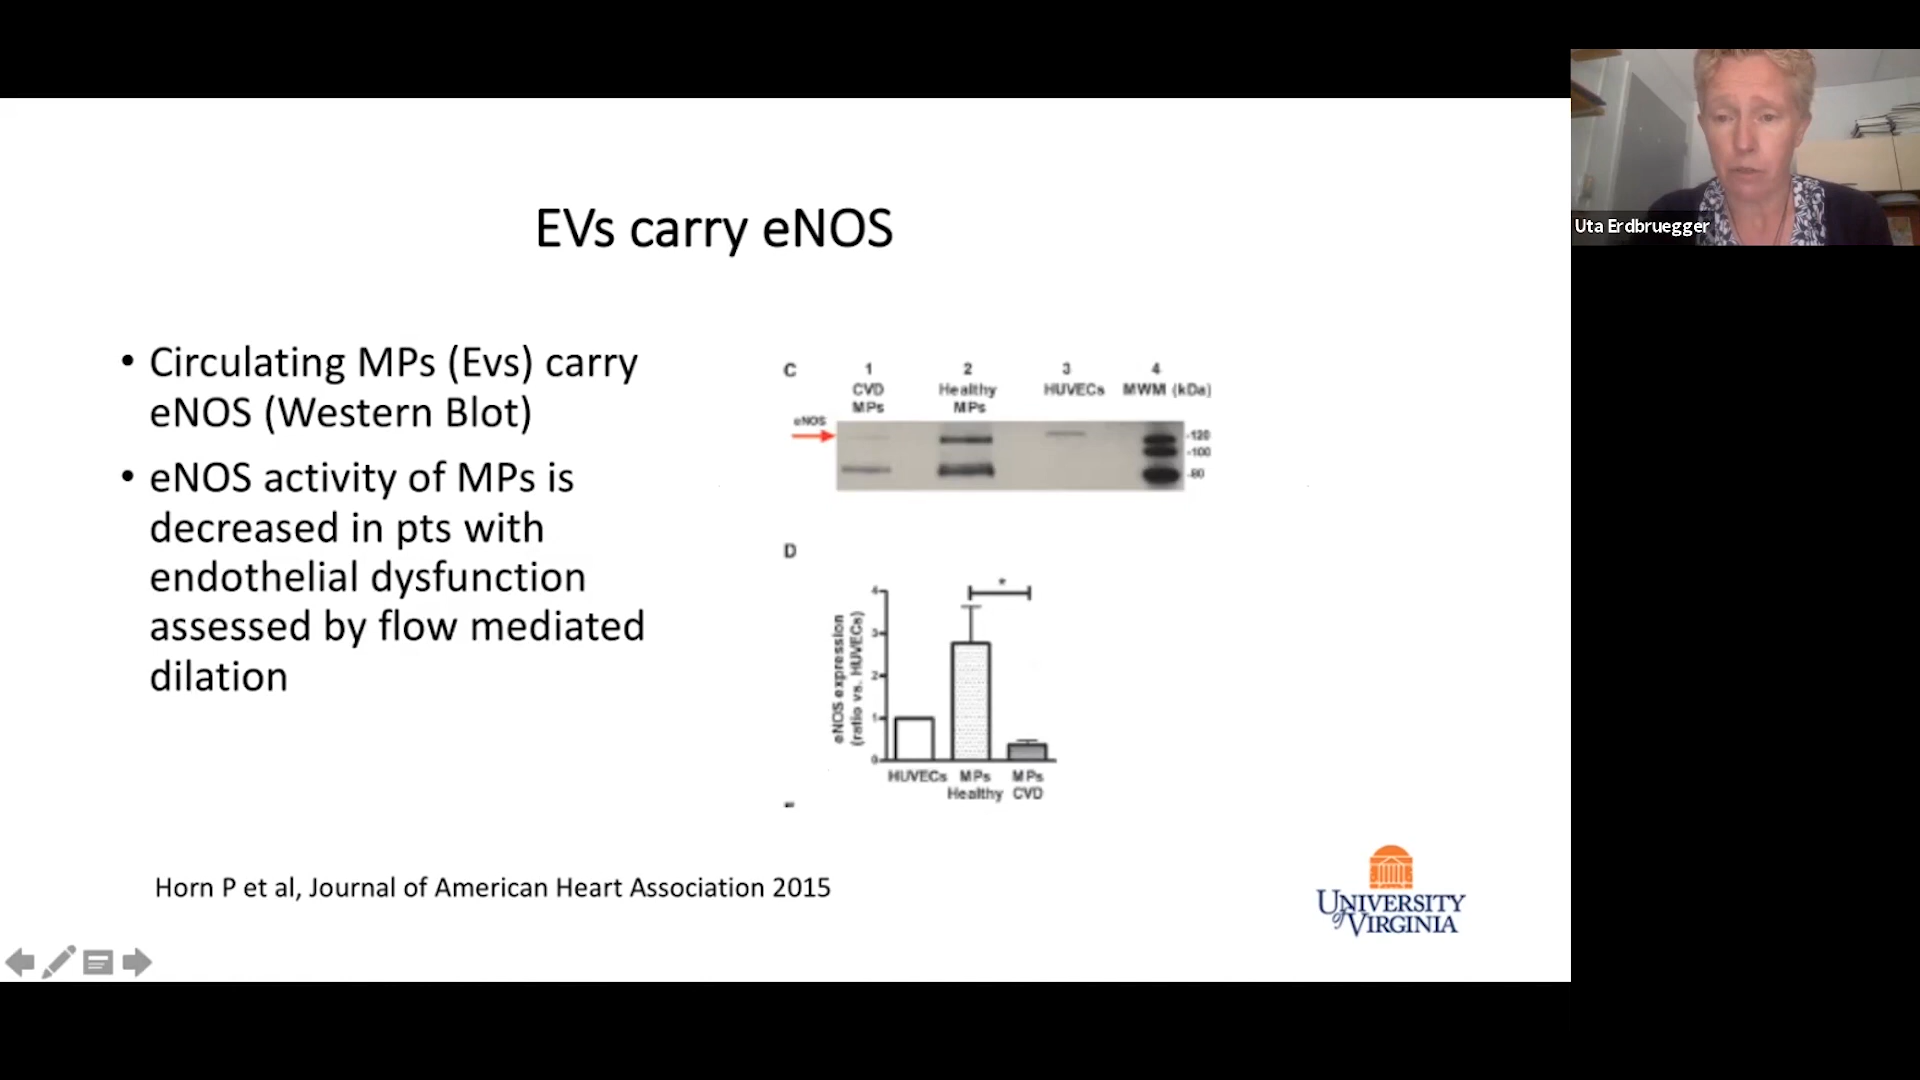 EVs carry eNOS
• Circulating MPs (Evs) carry
eNOS (Western Blot)
• eNOS activity of MPs is
decreased in pts with
endothelial dysfunction
assessed by flow mediated
dilation
C
1 2 3 4
CVD Healthy HUVECs MWM (kDa)
MPs MPs
eNOS
-120
-100
-80
D
*
4
3
2
1
0
eNOS expression
(ratio vs. HUVECs)
HUVECs MPs MPs
Healthy CVD
Horn P et al, Journal of American Heart Association 2015
UNIVERSITY
of VIRGINIA
Uta Erdbruegger